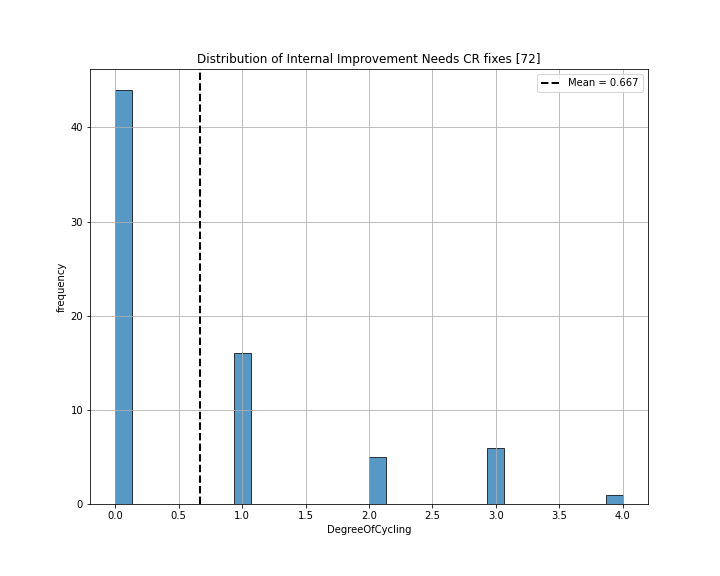 Distribution of Internal Improvement Needs CR fixes [72]
Mean = 0.667
40
30
20
10
0
frequency
0.0 0.5 1.0 1.5 2.0 2.5 3.0 3.5 4.0
DegreeOfCycling